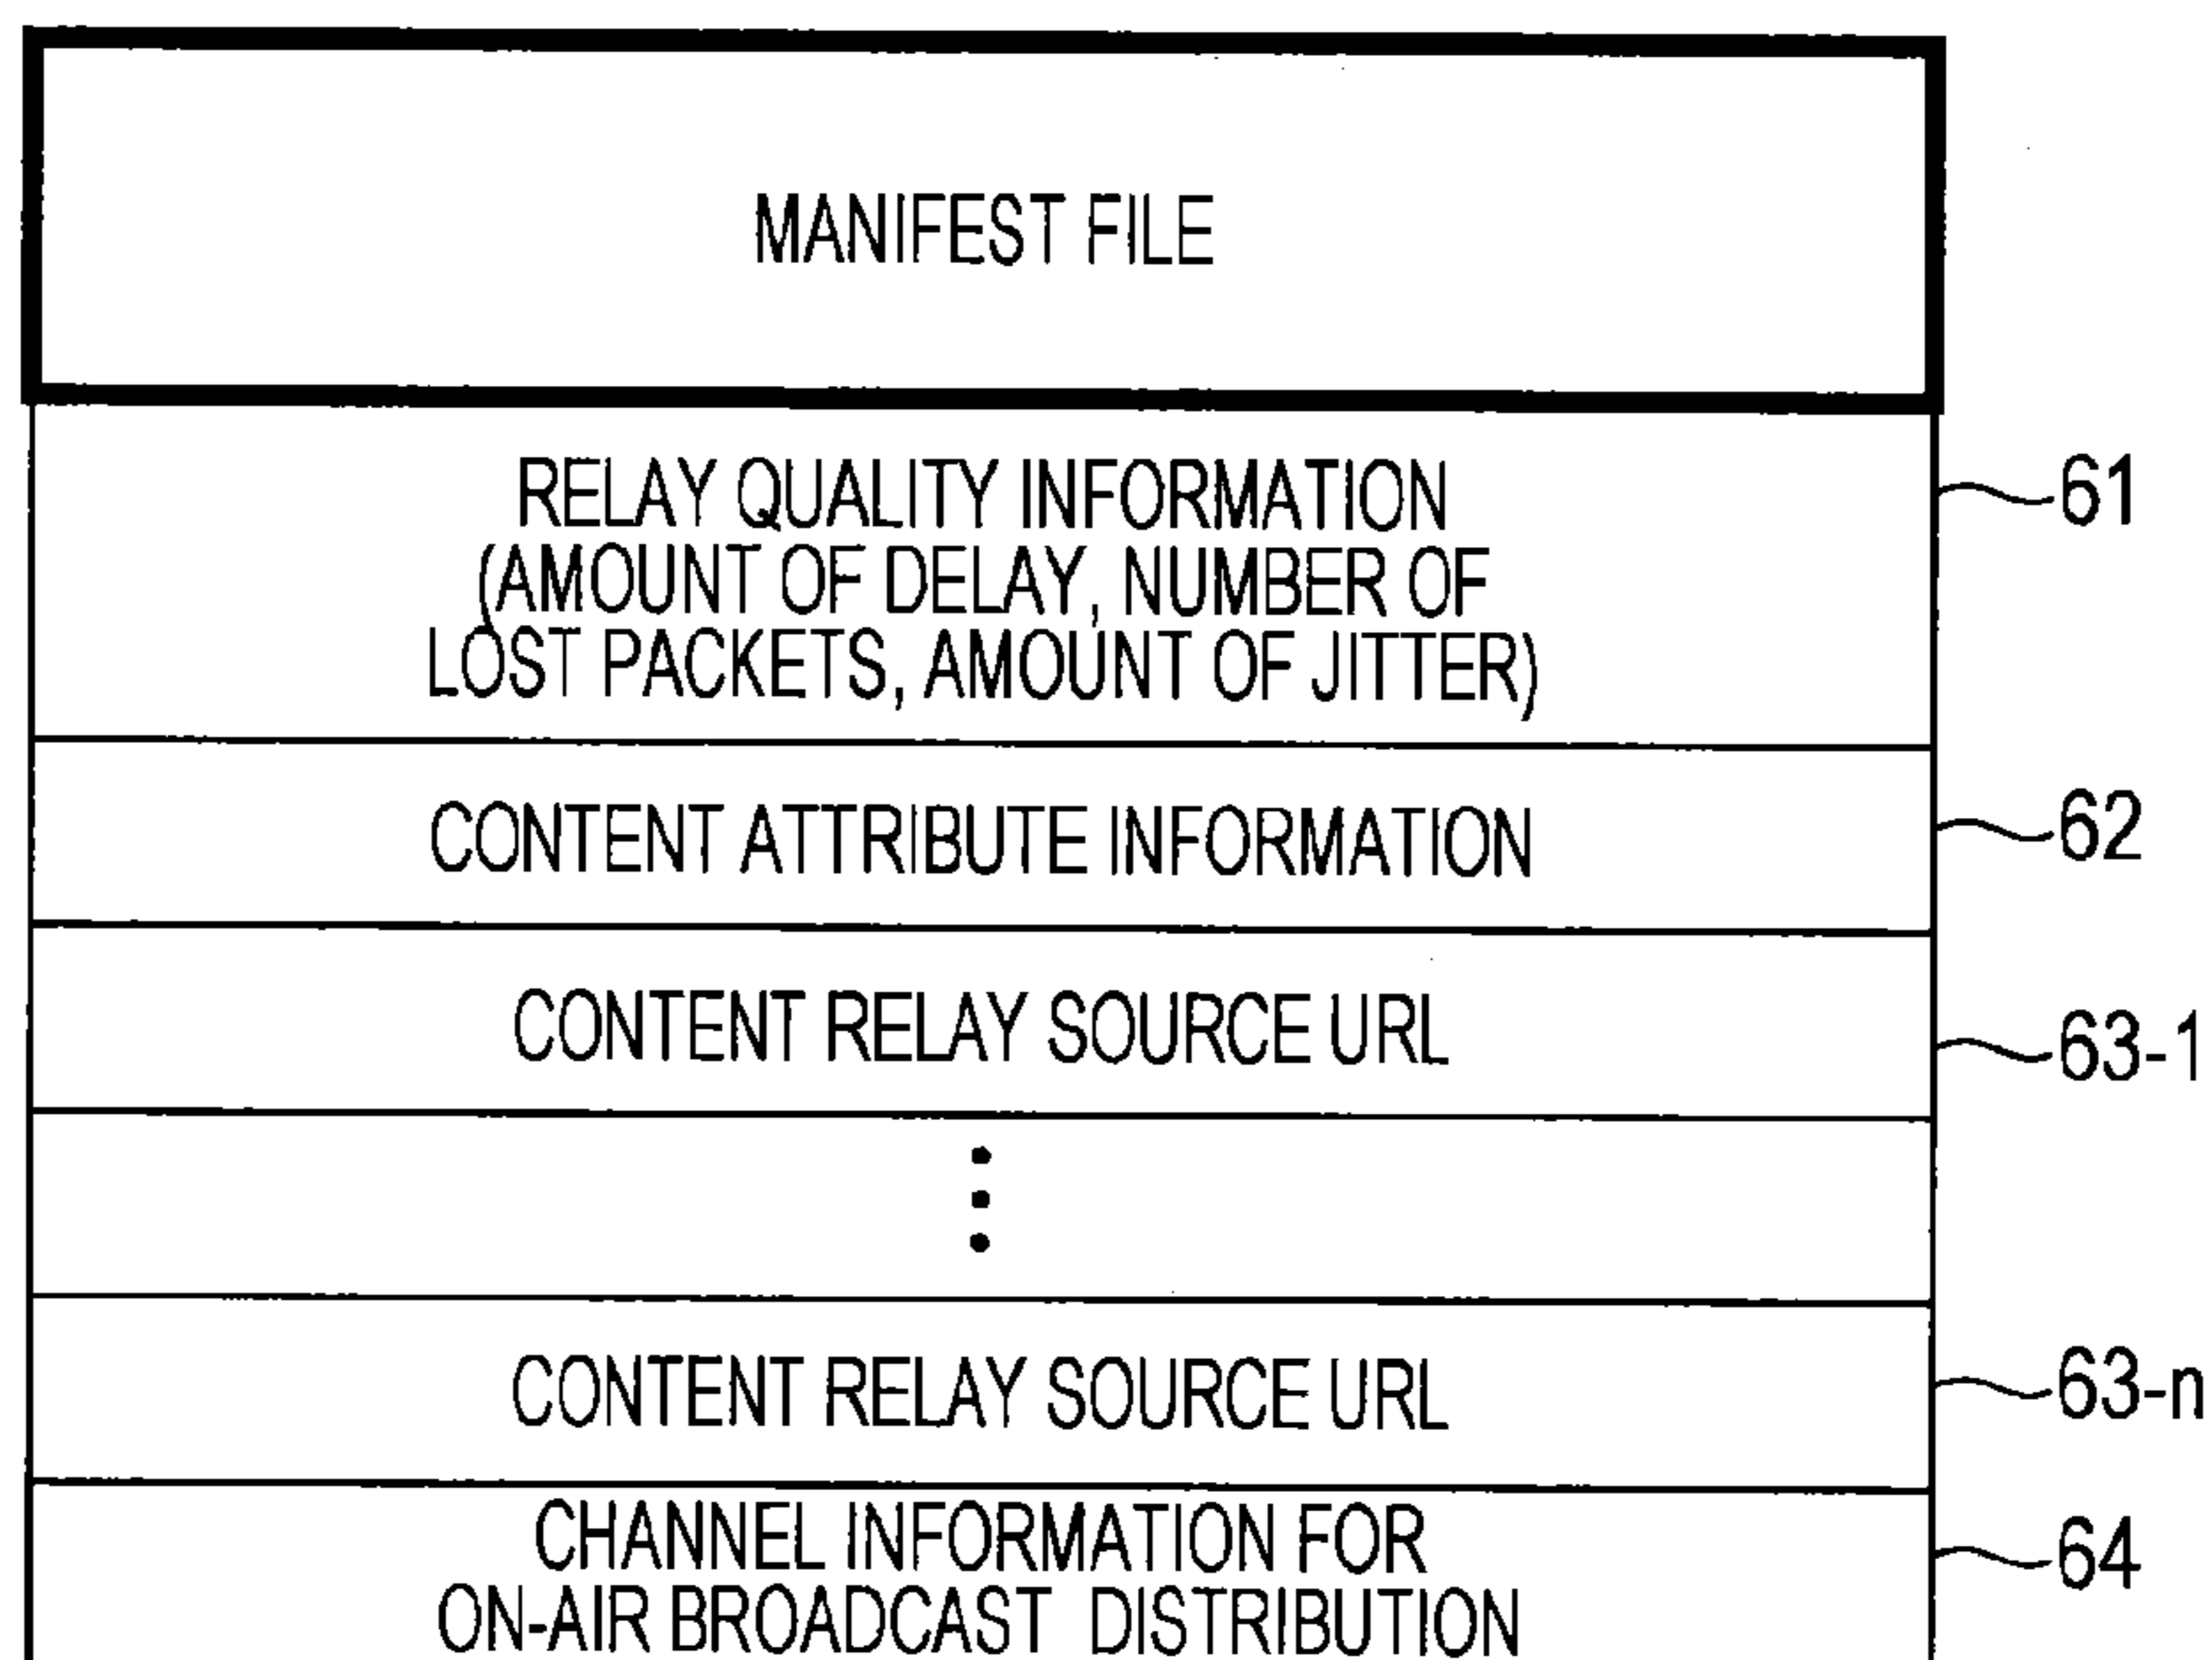 MANIFEST FILE
RELAY QUALITY INFORMATION
(AMOUNT OF DELAY, NUMBER OF
LOST PACKETS, AMOUNT OF JITTER)
61
CONTENT ATTRIBUTE INFORMATION
62
CONTENT RELAY SOURCE URL
63-1
CONTENT RELAY SOURCE URL
63-n
CHANNEL INFORMATION FOR
ON-AIR BROADCAST DISTRIBUTION
64